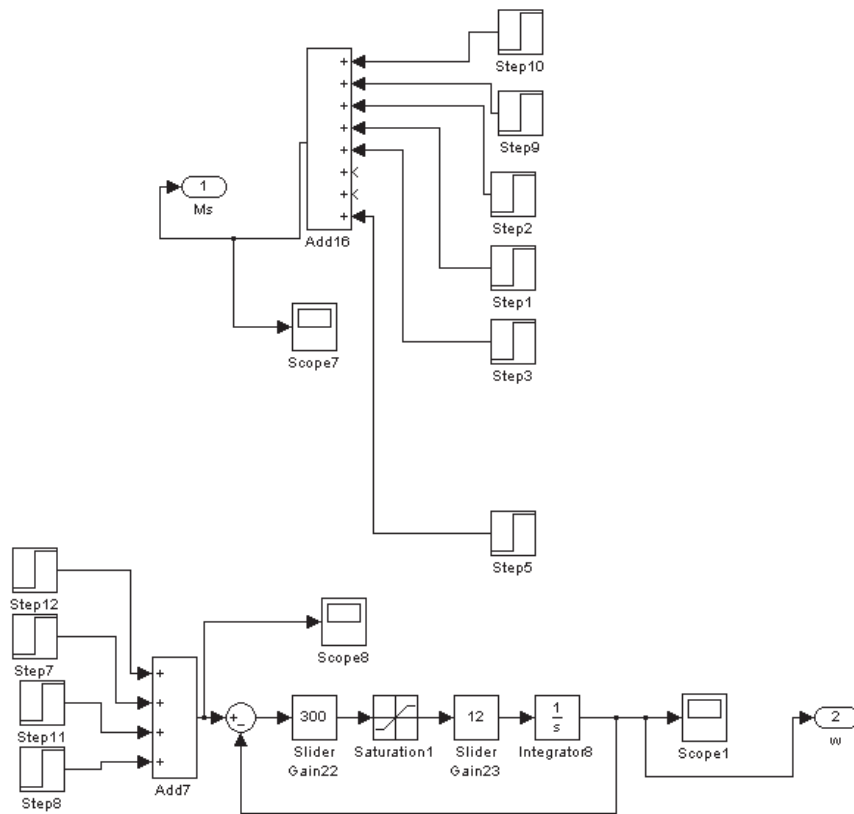 Step10
+
+
Step9
+
+
+
+
+
+
Step2
1
Ms
Add16
Step1
Scope7
Step3
Step5
Step12
Scope8
Step7
+
+
Step11
+
+
Step8
Add7
+
−
300
Slider
Gain22
Saturation1
12
Slider
Gain23
1
s
Integrator8
Scope1
2
w